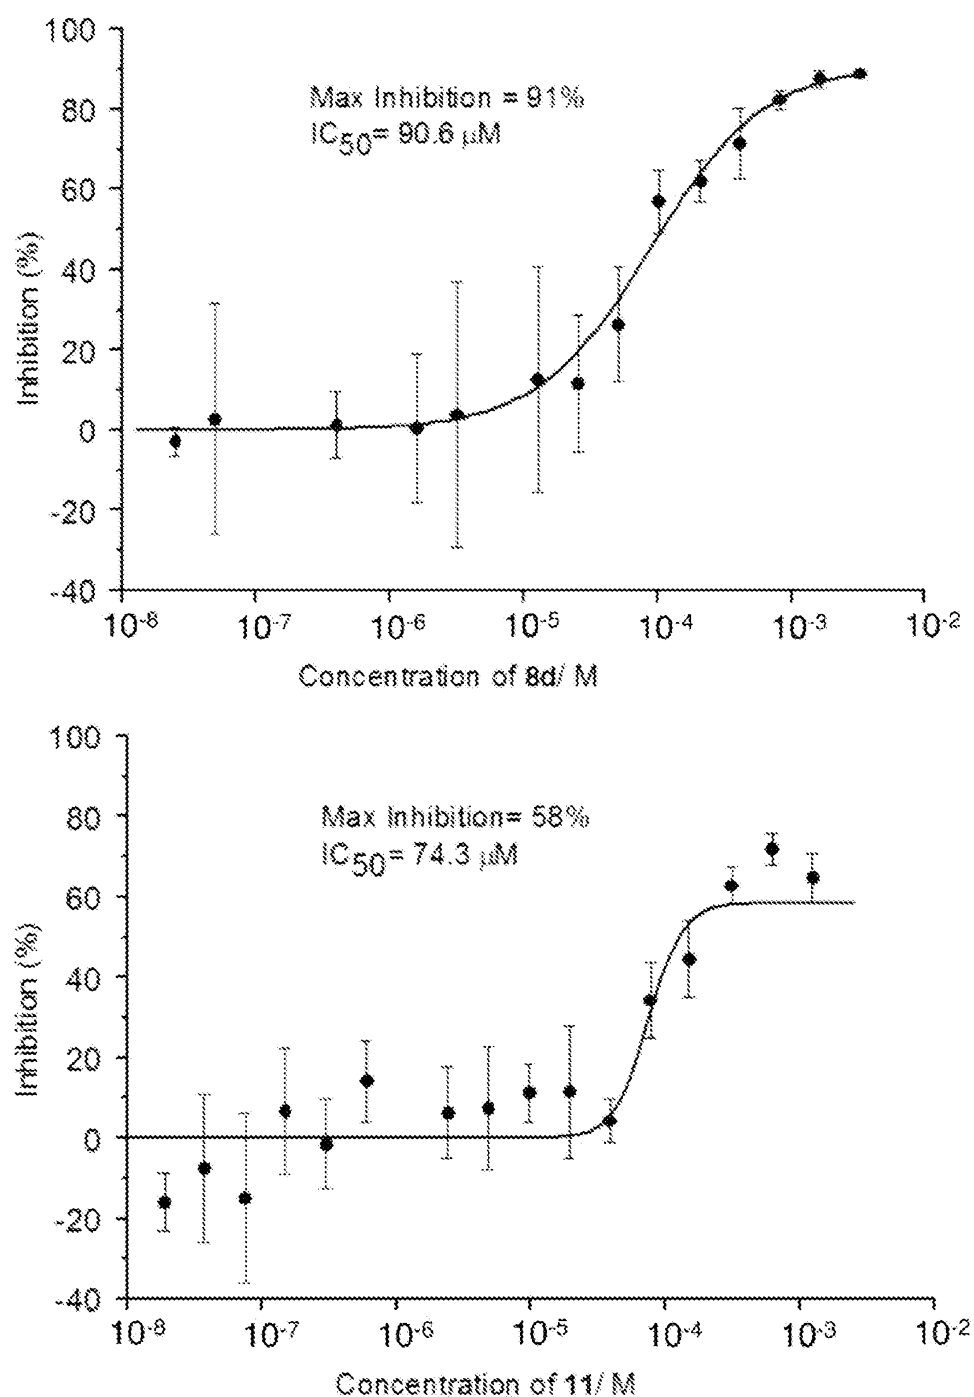 100
80
60
40
20
0
-20
-40
Inhibition (%)
Max Inhibition = 91%
IC50= 90.6 µM
10-8 10-7 10-6 10-5 10-4 10-3 10-2
Concentration of 8d/ M
100
80
60
40
20
0
-20
-40
Inhibition (%)
Max Inhibition= 58%
IC50= 74.3 µM
10-8 10-7 10-6 10-5 10-4 10-3 10-2
Concentration of 11/ M